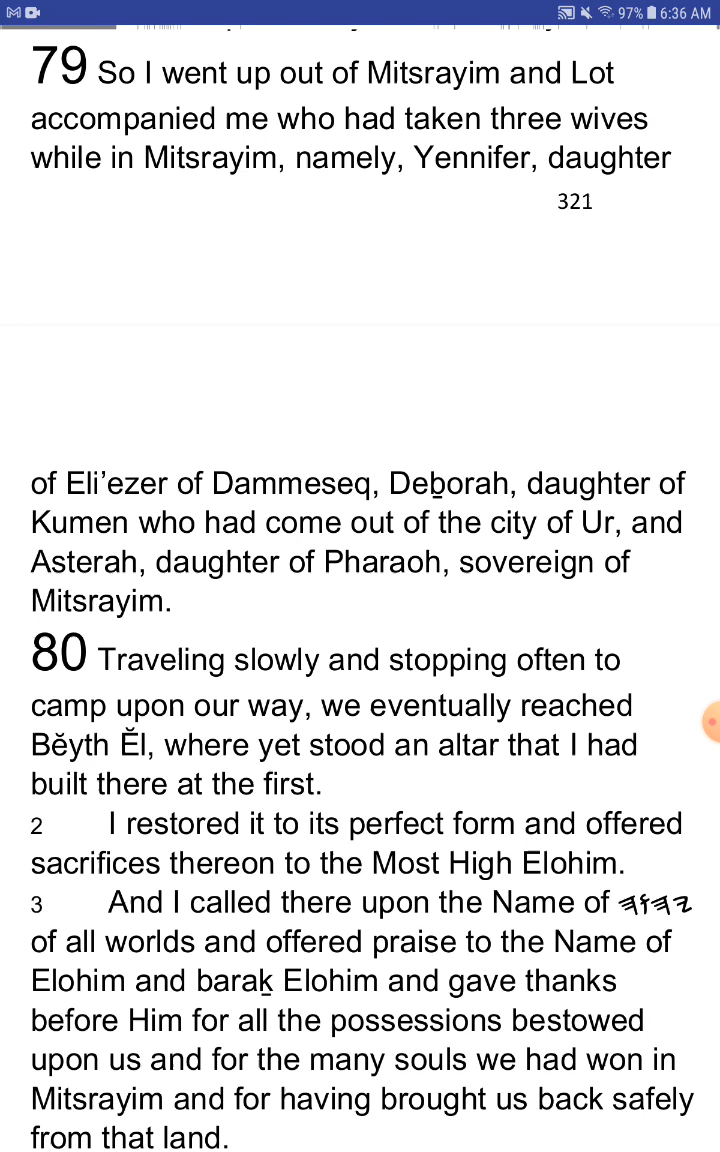 97% 6:36 AM
79 So I went up out of Mitsrayim and Lot
accompanied me who had taken three wives
while in Mitsrayim, namely, Yennifer, daughter
321
of Eli’ezer of Dammeseq, Deḇorah, daughter of
Kumen who had come out of the city of Ur, and
Asterah, daughter of Pharaoh, sovereign of
Mitsrayim.
80 Traveling slowly and stopping often to
camp upon our way, we eventually reached
Bĕyth Ĕl, where yet stood an altar that I had
built there at the first.
2 I restored it to its perfect form and offered
sacrifices thereon to the Most High Elohim.
3 And I called there upon the Name of 𐤉𐤄𐤅𐤄
of all worlds and offered praise to the Name of
Elohim and baraḵ Elohim and gave thanks
before Him for all the possessions bestowed
upon us and for the many souls we had won in
Mitsrayim and for having brought us back safely
from that land.